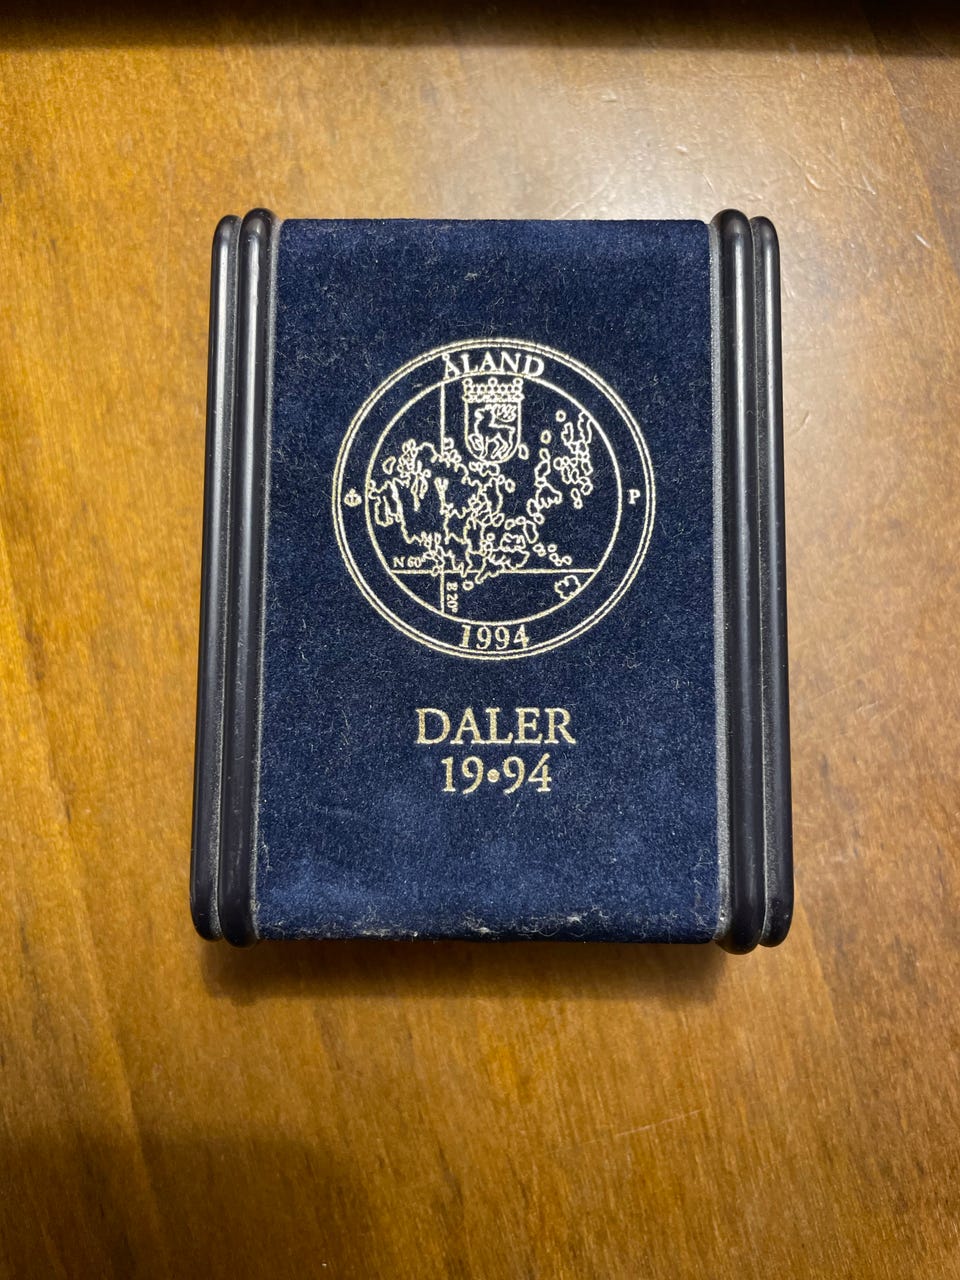 ÅLAND
P
N 60°
E 20°
1994
DALER
19•94